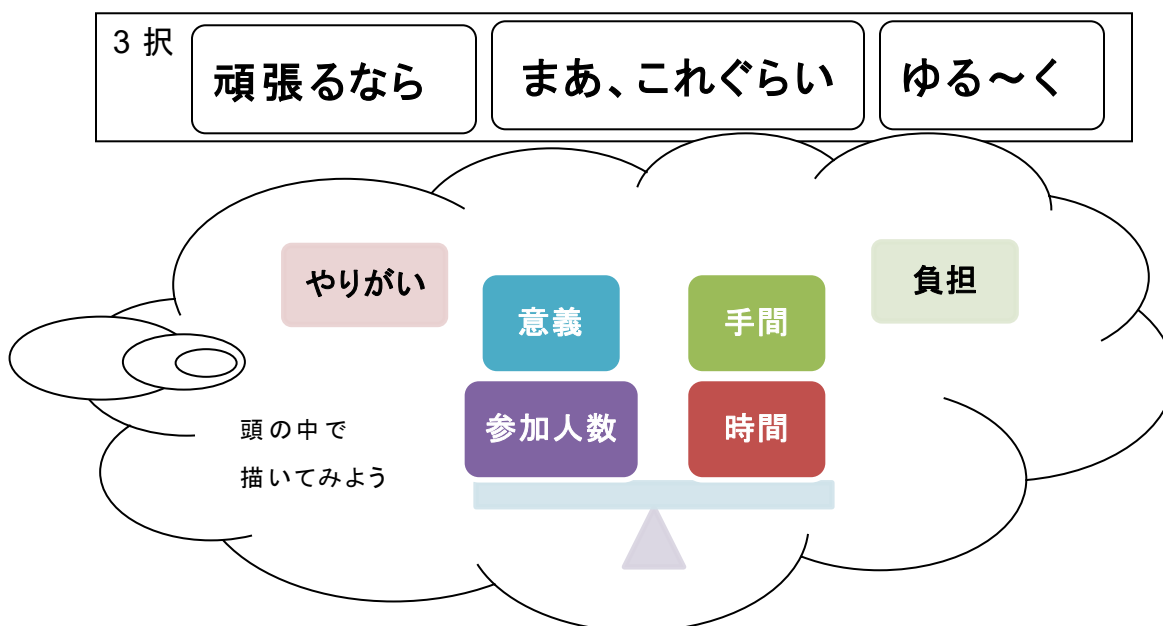 3 択
頑張るなら
まあ、これぐらい
ゆる～く
やりがい
負担
意義
手間
参加人数
時間
頭の中で
描いてみよう